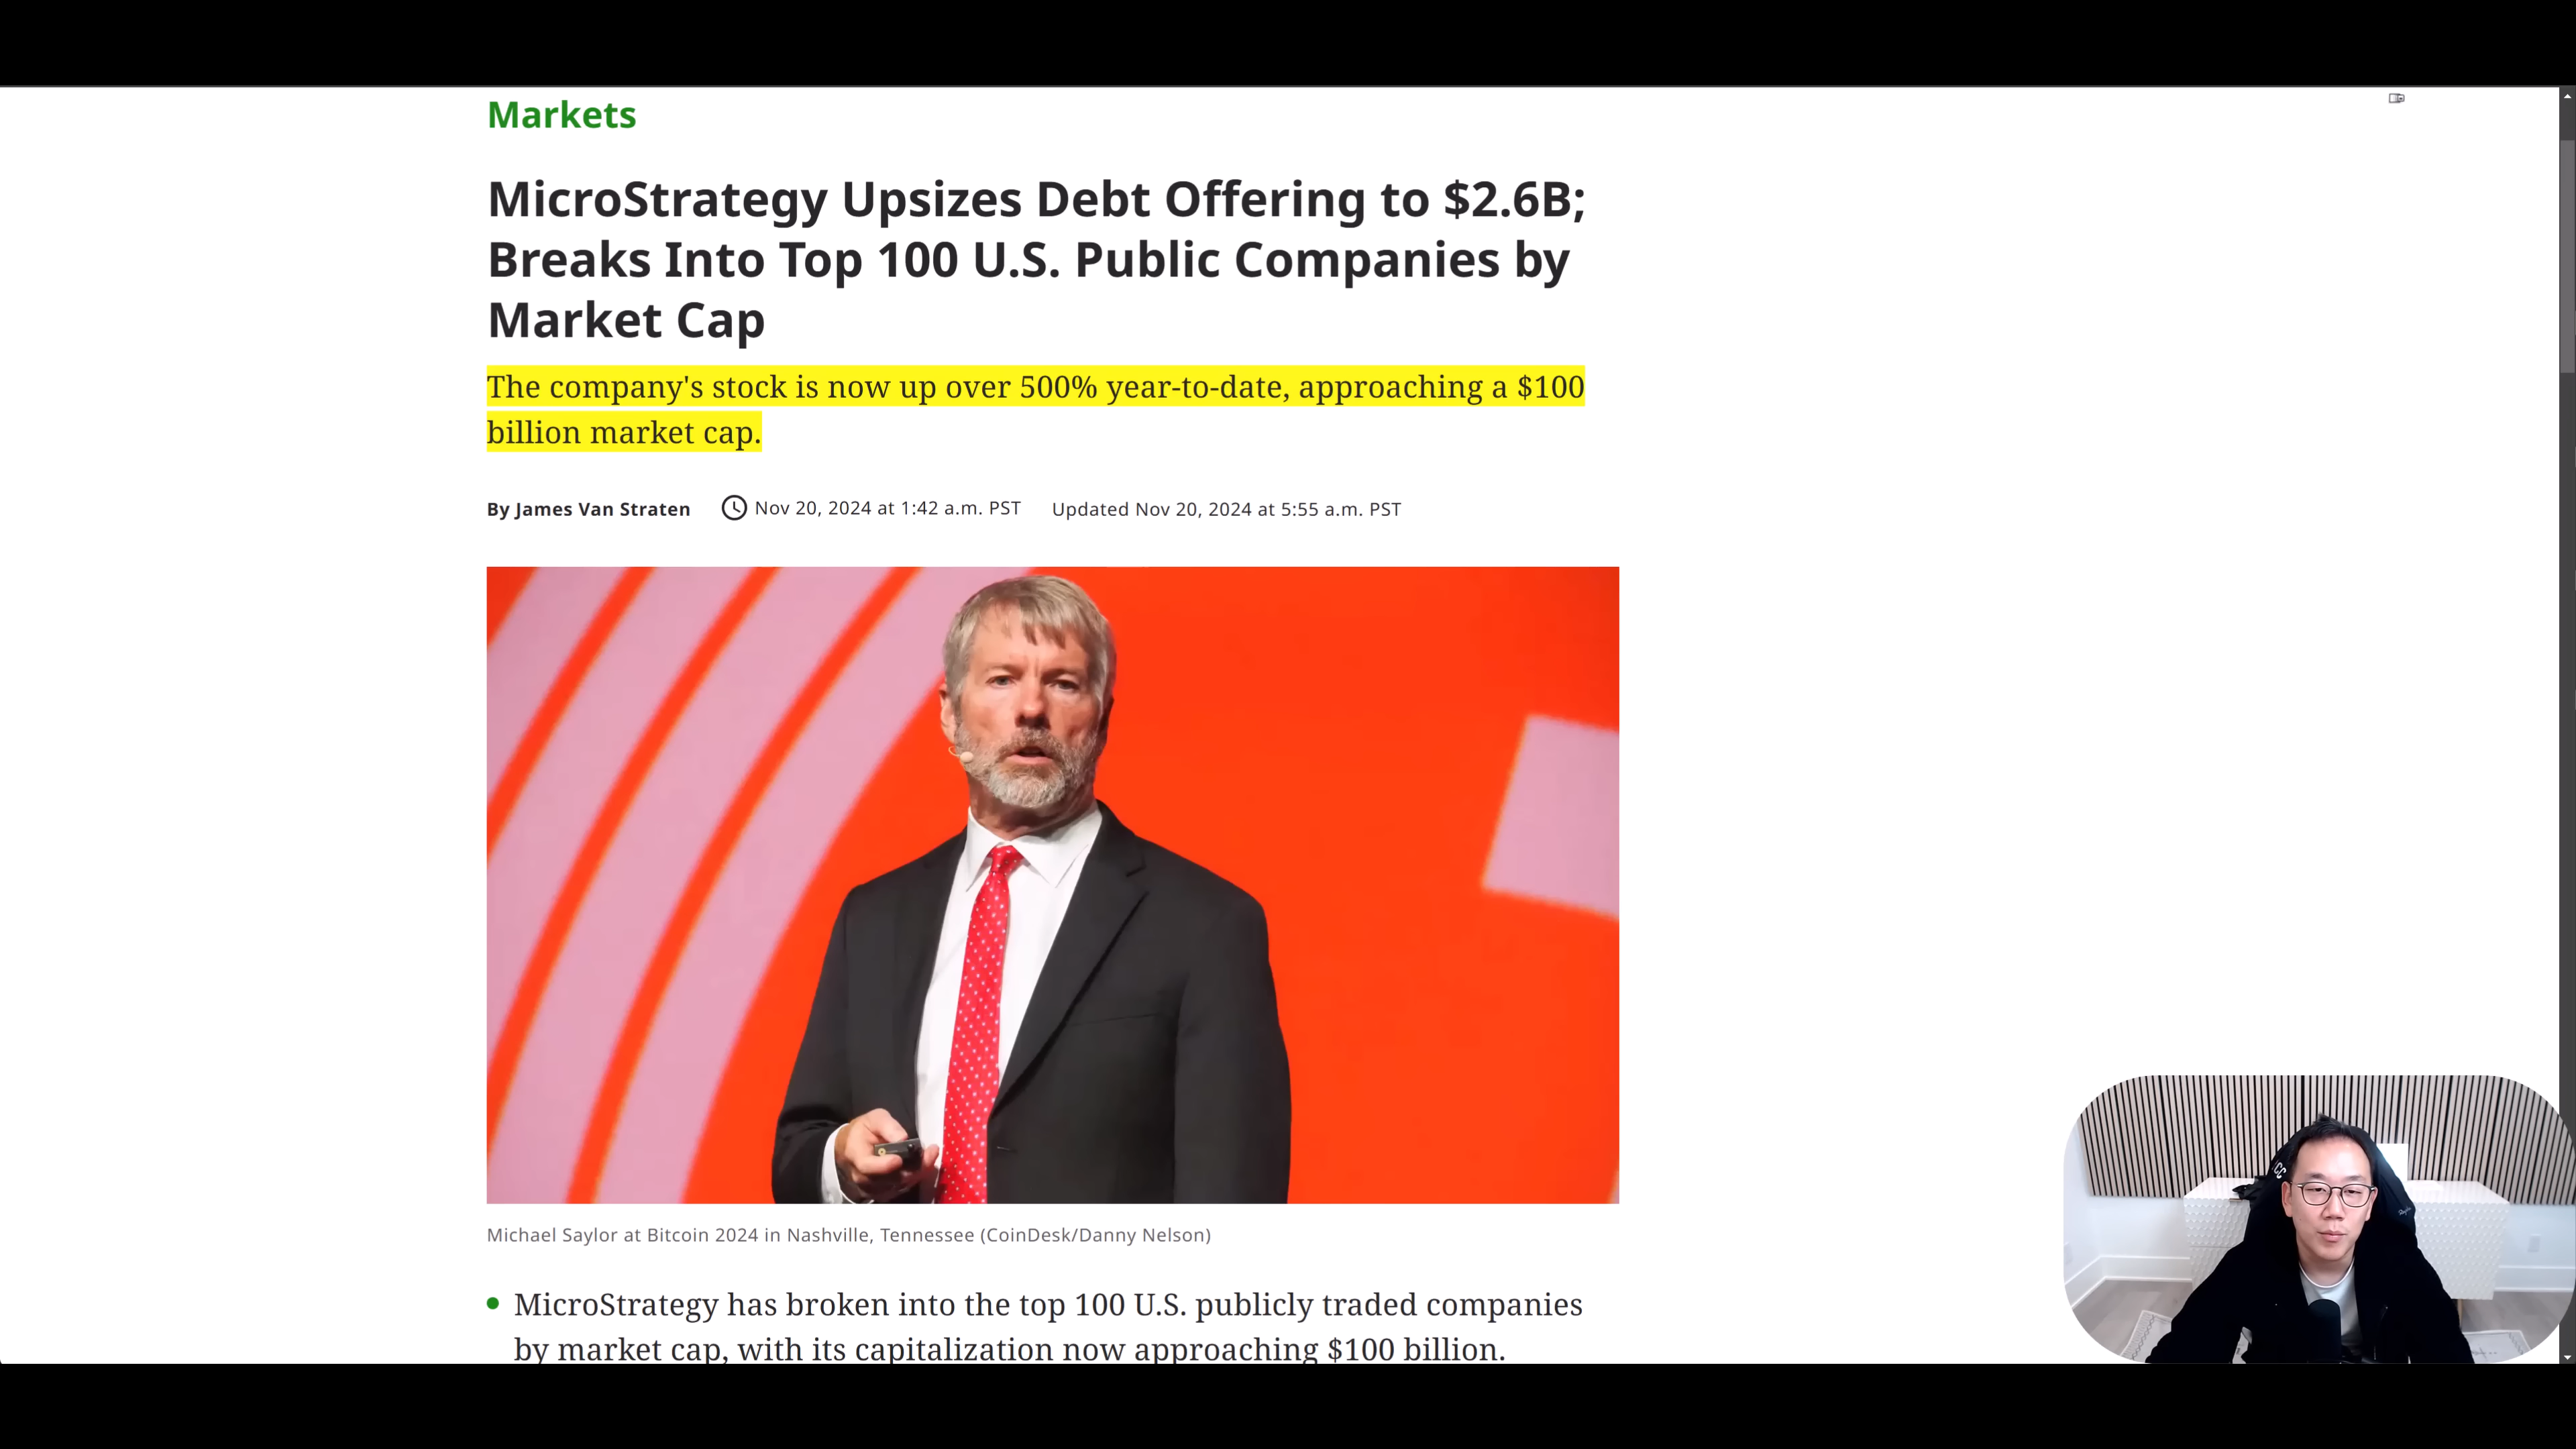 Markets
MicroStrategy Upsizes Debt Offering to $2.6B;
Breaks Into Top 100 U.S. Public Companies by
Market Cap
The company's stock is now up over 500% year-to-date, approaching a $100
billion market cap.
By James Van Straten Nov 20, 2024 at 1:42 a.m. PST Updated Nov 20, 2024 at 5:55 a.m. PST
Michael Saylor at Bitcoin 2024 in Nashville, Tennessee (CoinDesk/Danny Nelson)
MicroStrategy has broken into the top 100 U.S. publicly traded companies
by market cap, with its capitalization now approaching $100 billion.